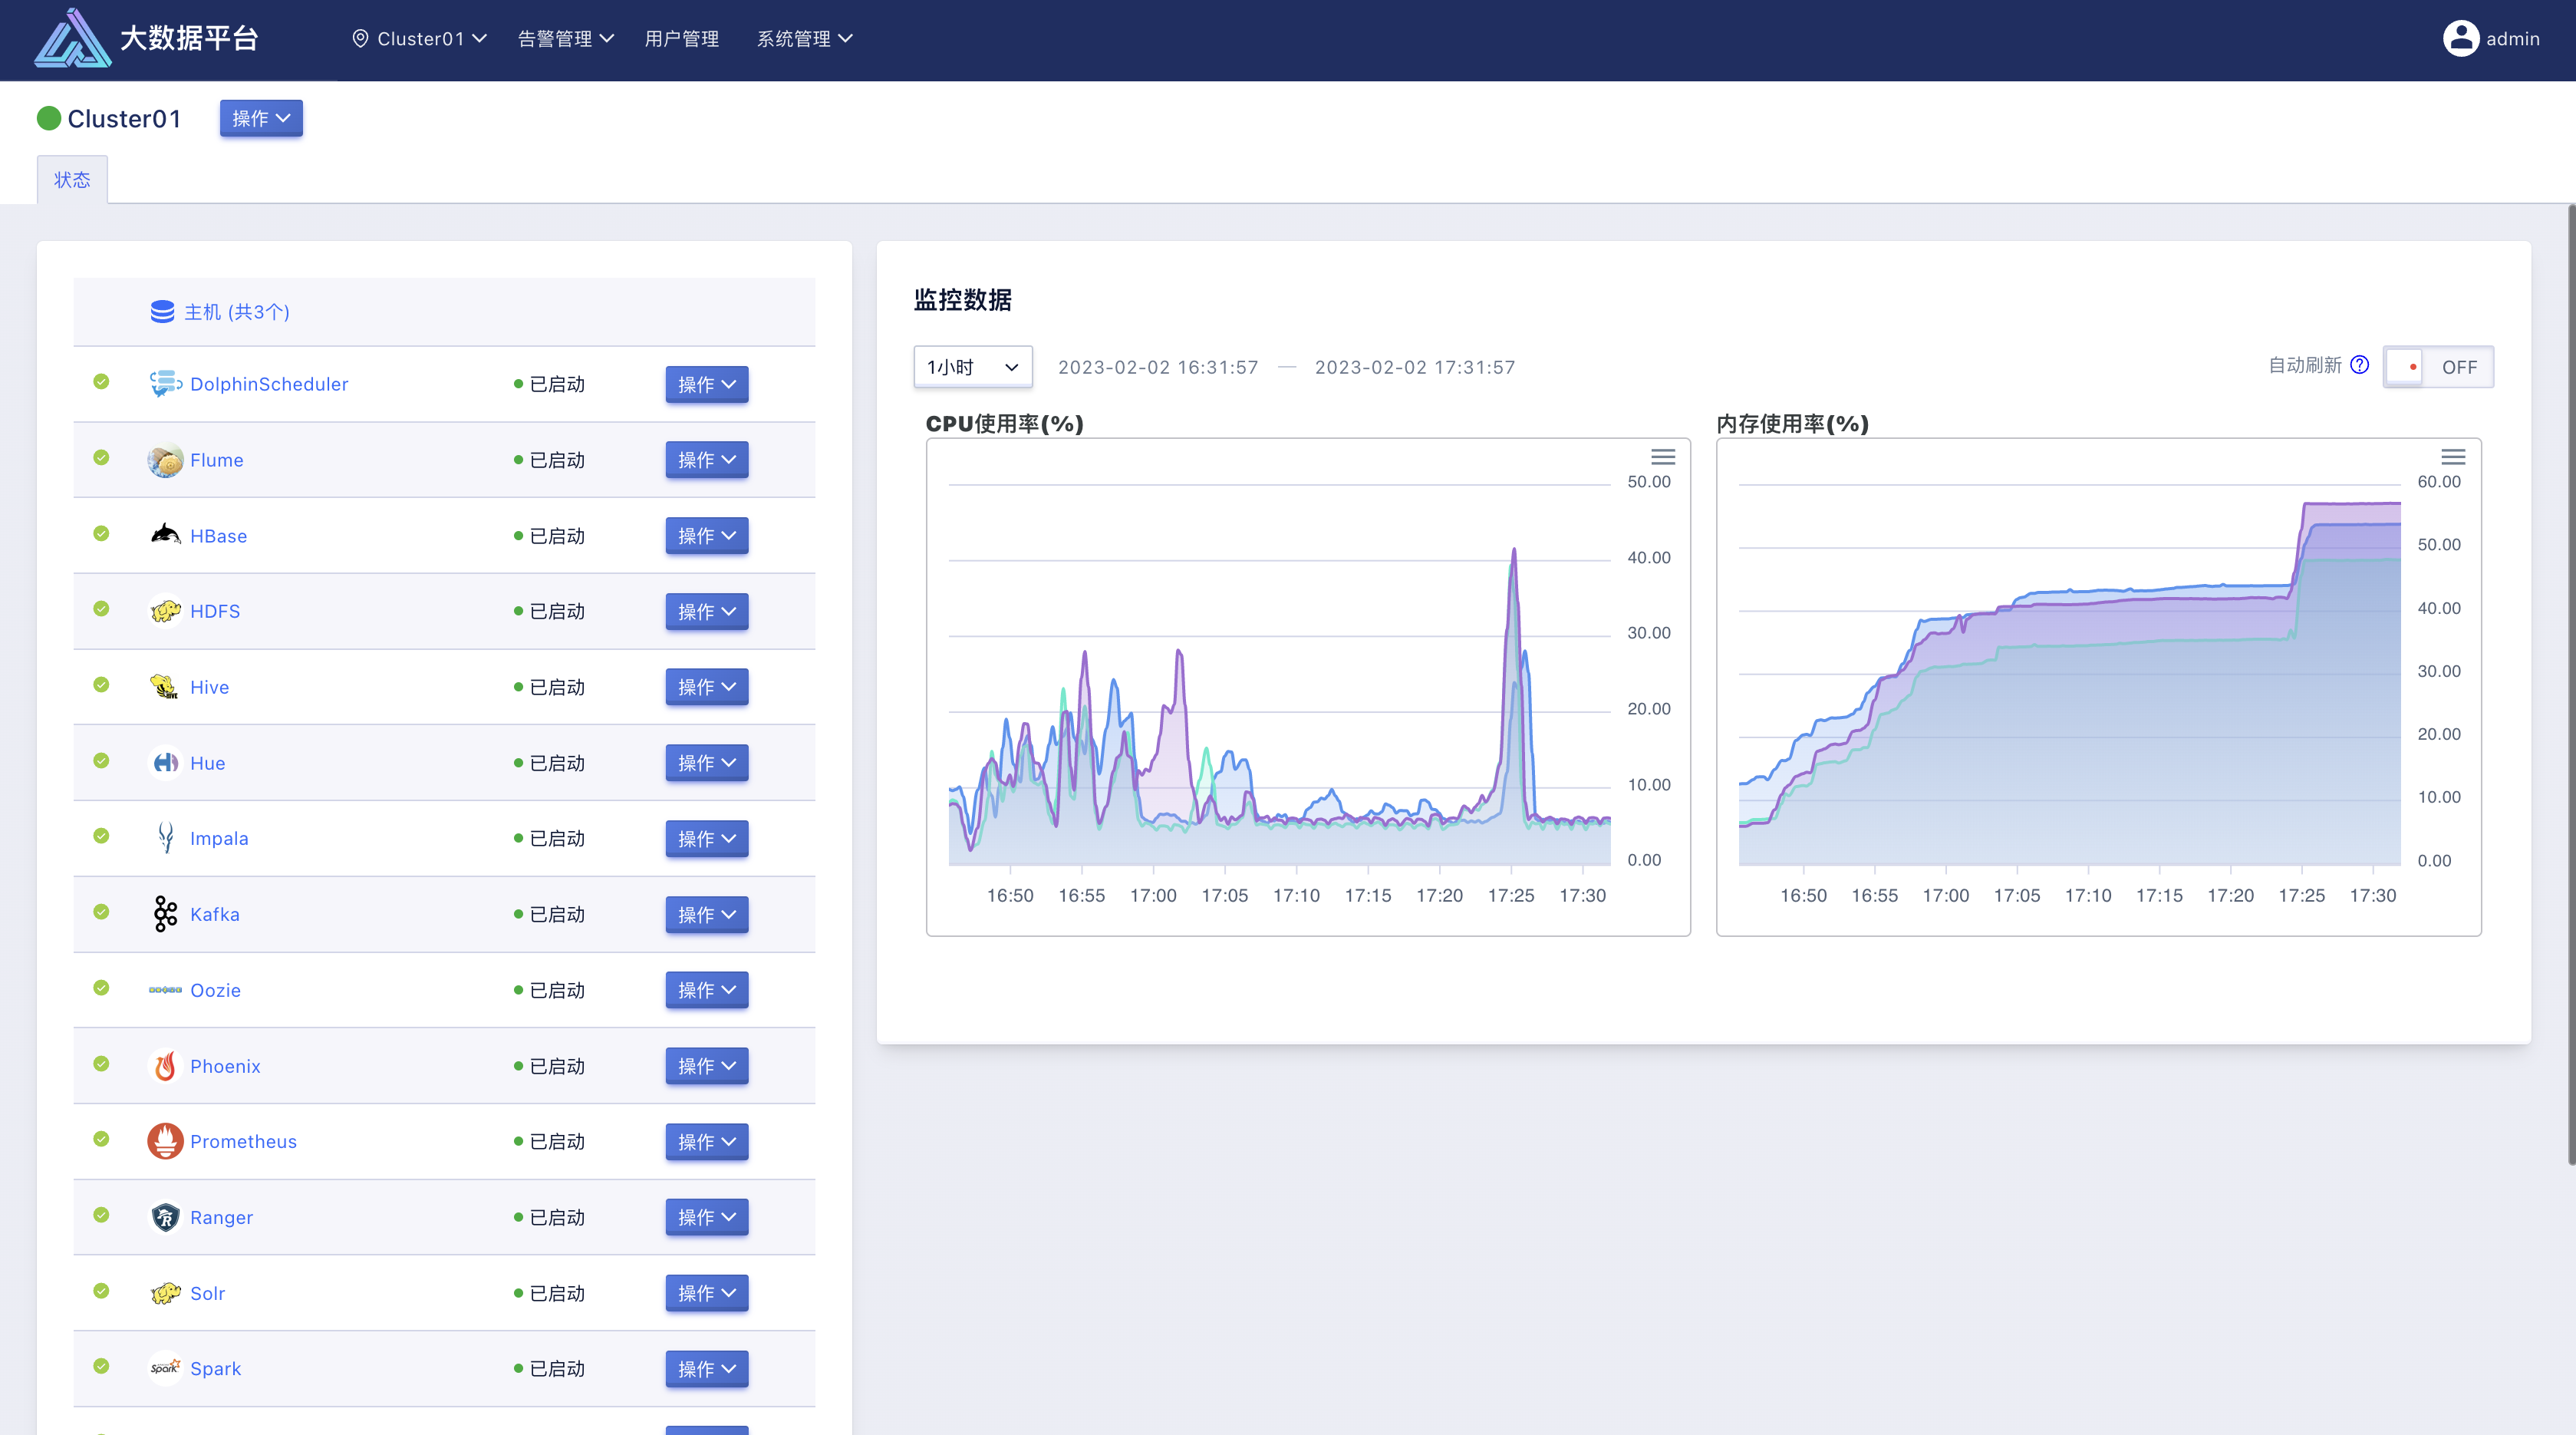 大数据平台
Cluster01
告警管理
用户管理
系统管理
admin
Cluster01
操作
状态
主机 (共3个)
DolphinScheduler 已启动 操作
Flume 已启动 操作
HBase 已启动 操作
HDFS 已启动 操作
Hive 已启动 操作
Hue 已启动 操作
Impala 已启动 操作
Kafka 已启动 操作
Oozie 已启动 操作
Phoenix 已启动 操作
Prometheus 已启动 操作
Ranger 已启动 操作
Solr 已启动 操作
Spark 已启动 操作
监控数据
1小时 2023-02-02 16:31:57 — 2023-02-02 17:31:57
自动刷新 OFF
CPU使用率(%)
50.00
40.00
30.00
20.00
10.00
0.00
16:50 16:55 17:00 17:05 17:10 17:15 17:20 17:25 17:30
内存使用率(%)
60.00
50.00
40.00
30.00
20.00
10.00
0.00
16:50 16:55 17:00 17:05 17:10 17:15 17:20 17:25 17:30